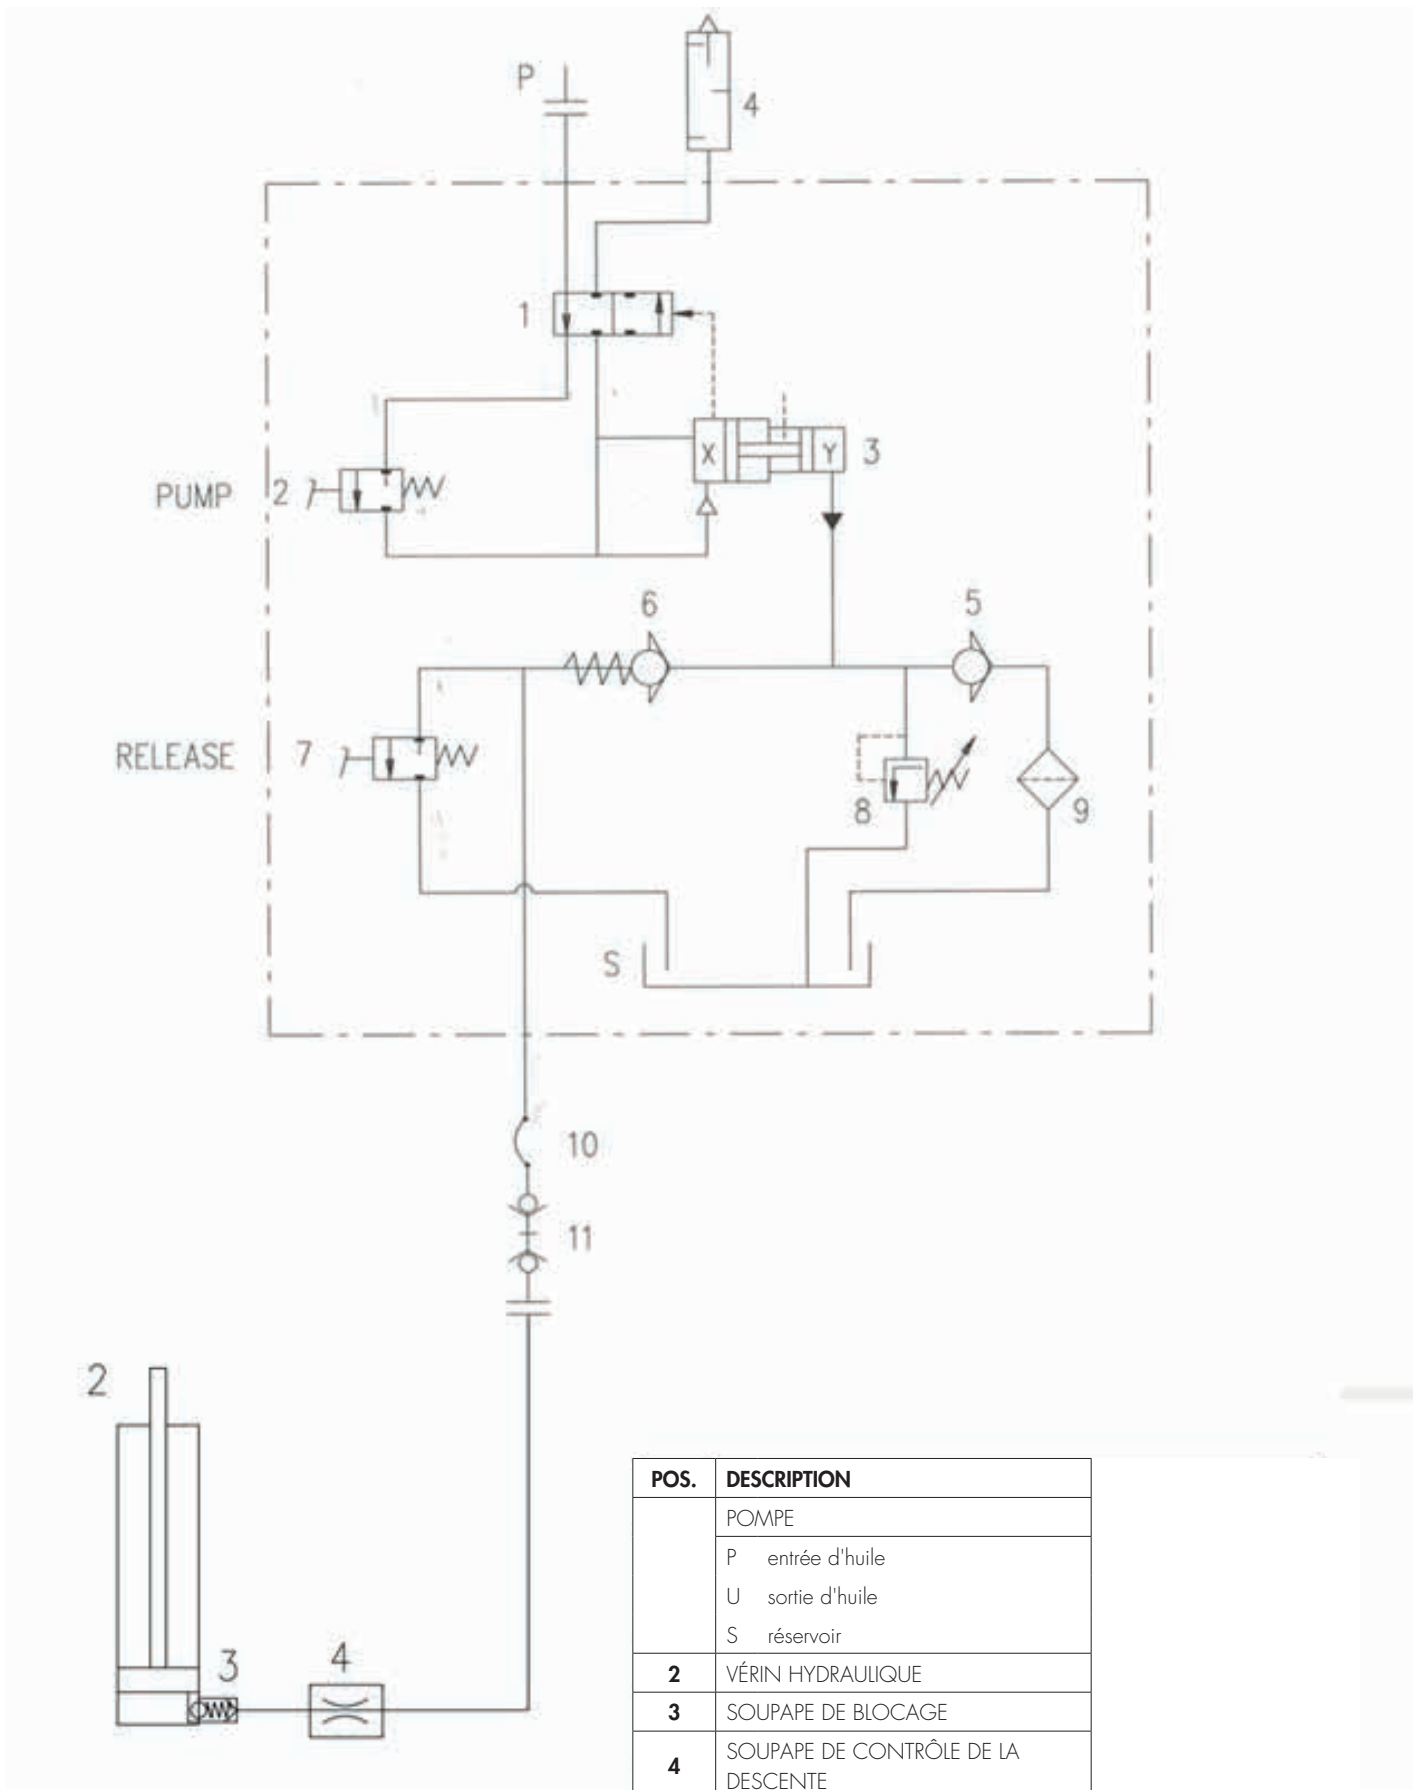 P
4
1
X
Y
3
PUMP
2
6
5
RELEASE
7
8
9
S
10
11
2
3
4
POS. DESCRIPTION
POMPE
P entrée d'huile
U sortie d'huile
S réservoir
2 VÉRIN HYDRAULIQUE
3 SOUPAPE DE BLOCAGE
4 SOUPAPE DE CONTRÔLE DE LA
DESCENTE